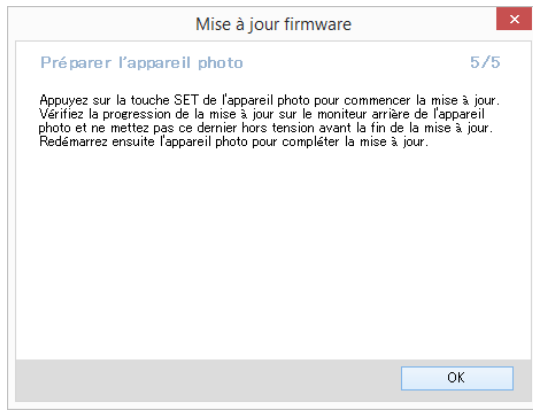 Mise à jour firmware
Préparer l'appareil photo 5/5
Appuyez sur la touche SET de l'appareil photo pour commencer la mise à jour.
Vérifiez la progression de la mise à jour sur le moniteur arrière de l'appareil
photo et ne mettez pas ce dernier hors tension avant la fin de la mise à jour.
Redémarrez ensuite l'appareil photo pour compléter la mise à jour.
OK